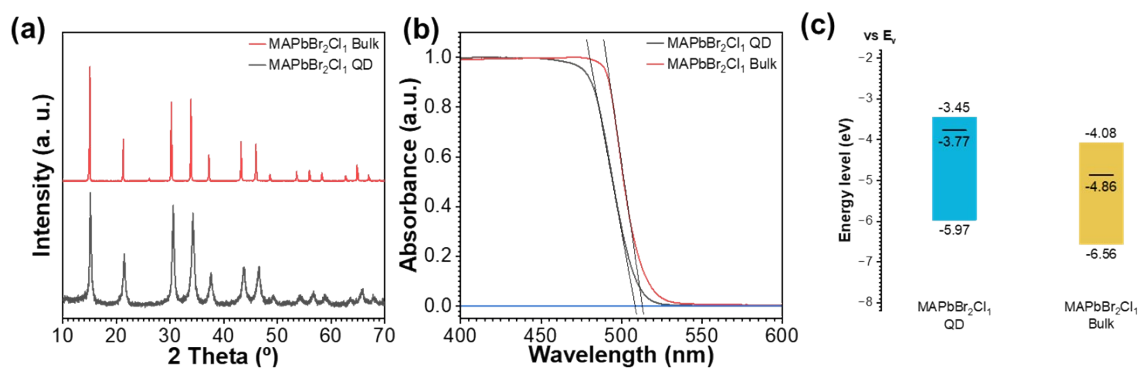 (a)
MAPbBr₂Cl₁ Bulk
MAPbBr₂Cl₁ QD
Intensity (a. u.)
10 20 30 40 50 60 70
2 Theta (º)
(b)
MAPbBr₂Cl₁ QD
MAPbBr₂Cl₁ Bulk
Absorbance (a.u.)
1.0
0.8
0.6
0.4
0.2
0.0
400 450 500 550 600
Wavelength (nm)
(c)
vs Eᵥ
Energy level (eV)
−2
−3
−4
−5
−6
−7
−8
-3.45
-3.77
-5.97
-4.08
-4.86
-6.56
MAPbBr₂Cl₁
QD
MAPbBr₂Cl₁
Bulk